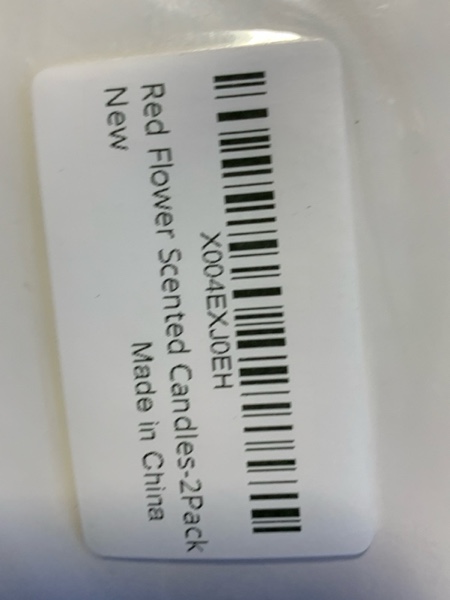 X004EXJ0EH
Red Flower Scented Candles-2Pack
New
Made in China